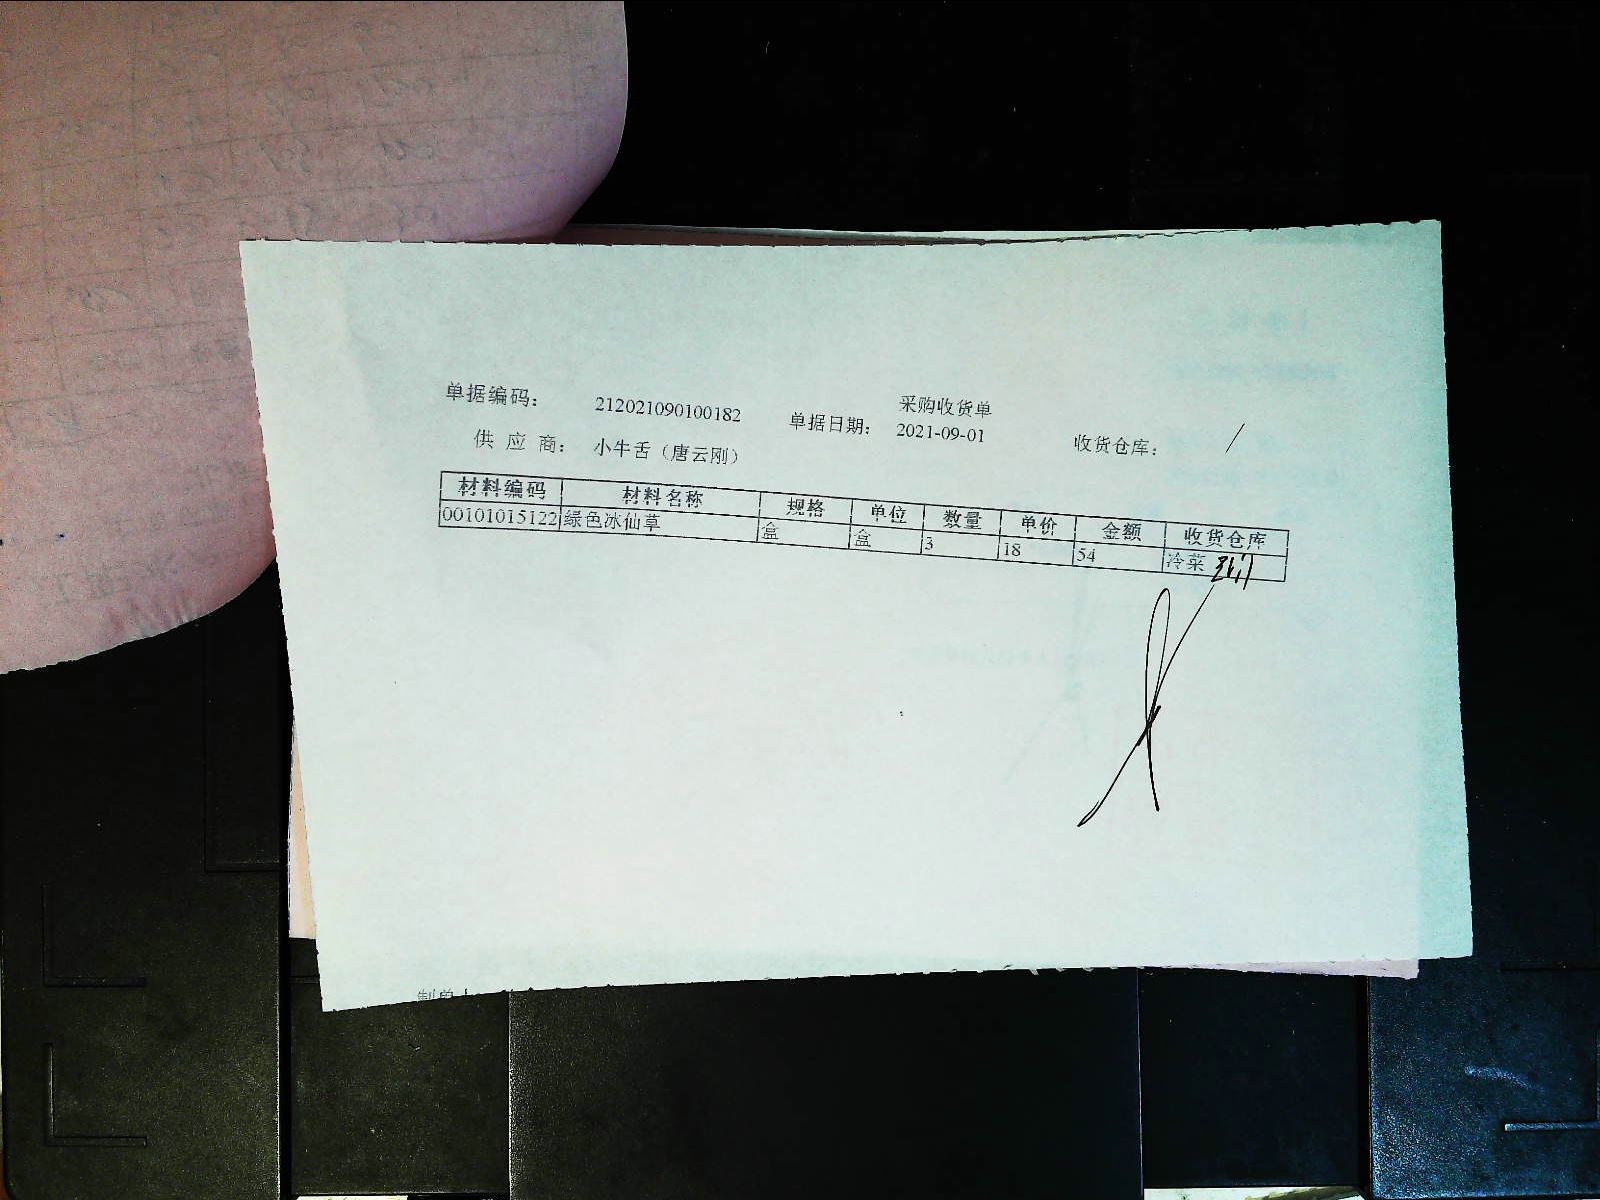 采购收货单
单据编码： 212021090100182 单据日期： 2021-09-01 收货仓库： /
供 应 商： 小牛舌（唐云刚）
材料编码 材料名称 规格 单位 数量 单价 金额 收货仓库
00101015122 绿色冰仙草 盒 盒 3 18 54 冷菜
制单人